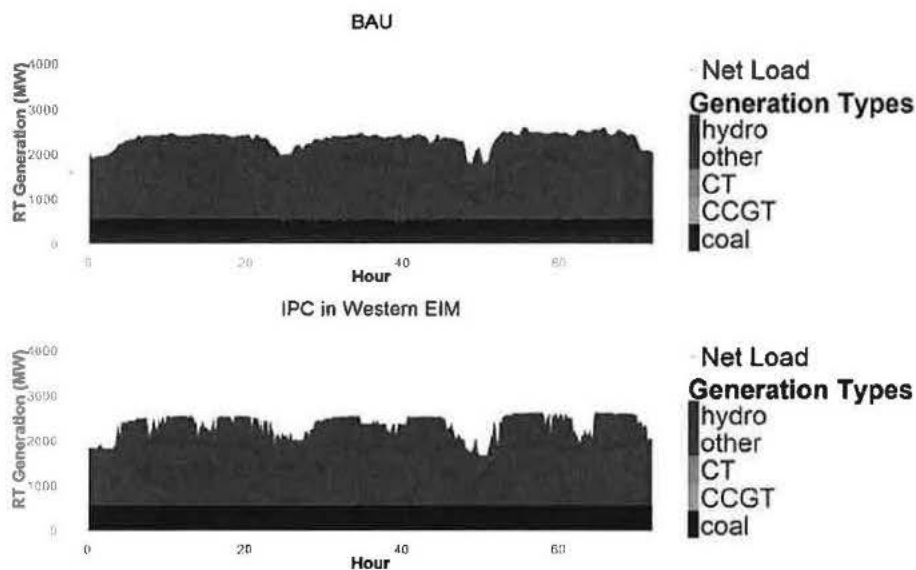 BAU
RT Generation (MW)
4000
3000
2000
1000
0
0
20
40
60
Hour
Net Load
Generation Types
hydro
other
CT
CCGT
coal
IPC in Western EIM
RT Generation (MW)
4000
3000
2000
1000
0
0
20
40
60
Hour
Net Load
Generation Types
hydro
other
CT
CCGT
coal